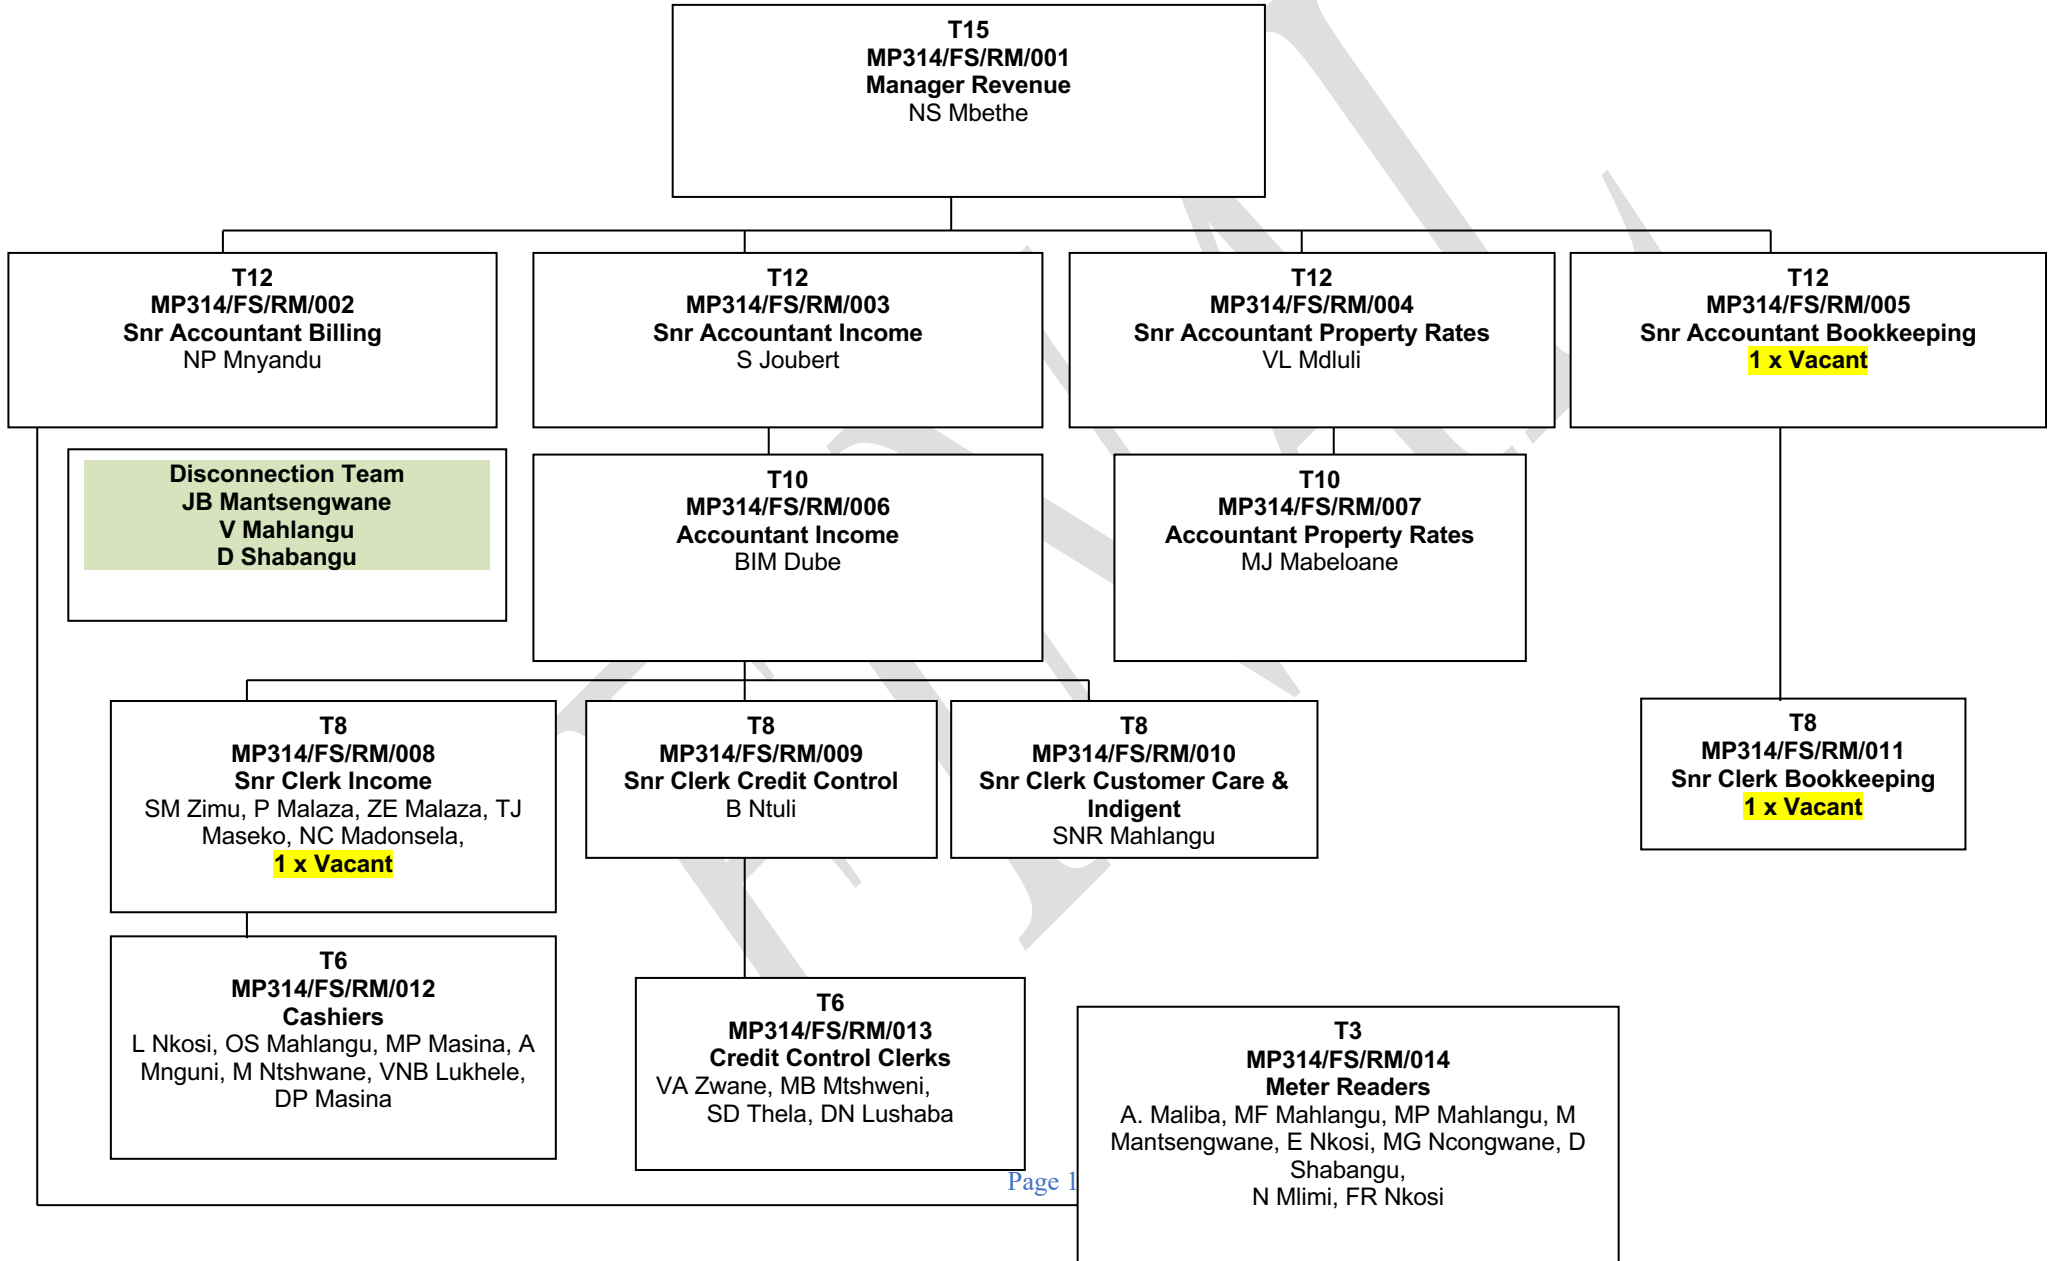 T15
MP314/FS/RM/001
Manager Revenue
NS Mbethe
T12
MP314/FS/RM/002
Snr Accountant Billing
NP Mnyandu
T12
MP314/FS/RM/003
Snr Accountant Income
S Joubert
T12
MP314/FS/RM/004
Snr Accountant Property Rates
VL Mdluli
T12
MP314/FS/RM/005
Snr Accountant Bookkeeping
1 x Vacant
Disconnection Team
JB Mantsengwane
V Mahlangu
D Shabangu
T10
MP314/FS/RM/006
Accountant Income
BIM Dube
T10
MP314/FS/RM/007
Accountant Property Rates
MJ Mabeloane
T8
MP314/FS/RM/008
Snr Clerk Income
SM Zimu, P Malaza, ZE Malaza, TJ
Maseko, NC Madonsela,
1 x Vacant
T8
MP314/FS/RM/009
Snr Clerk Credit Control
B Ntuli
T8
MP314/FS/RM/010
Snr Clerk Customer Care &
Indigent
SNR Mahlangu
T8
MP314/FS/RM/011
Snr Clerk Bookkeeping
1 x Vacant
T6
MP314/FS/RM/012
Cashiers
L Nkosi, OS Mahlangu, MP Masina, A
Mnguni, M Ntshwane, VNB Lukhele,
DP Masina
T6
MP314/FS/RM/013
Credit Control Clerks
VA Zwane, MB Mtshweni,
SD Thela, DN Lushaba
T3
MP314/FS/RM/014
Meter Readers
A. Maliba, MF Mahlangu, MP Mahlangu, M
Mantsengwane, E Nkosi, MG Ncongwane, D
Shabangu,
N Mlimi, FR Nkosi
Page 1